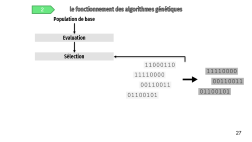 le fonctionnement des algorithmes génétiques
Population de base
Evaluation
Sélection
11000110
11110000
00110011
01100101
11110000
00110011
01100101
27